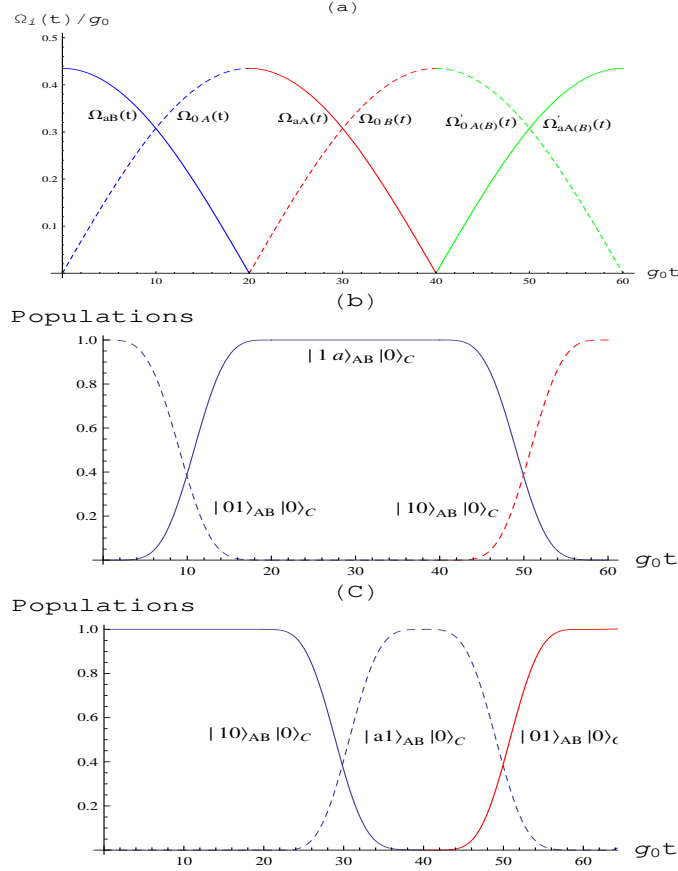 (a)
Ω_i(t)/g_0
0.5
0.4
0.3
0.2
0.1
Ω_aB(t)
Ω_0A(t)
Ω_aA(t)
Ω_0B(t)
Ω'_0A(B)(t)
Ω'_aA(B)(t)
10 20 30 40 50 60
g_0t
(b)
Populations
1.0
0.8
0.6
0.4
0.2
| 1 a⟩_AB |0⟩_C
| 01⟩_AB |0⟩_C
| 10⟩_AB |0⟩_C
10 20 30 40 50 60
g_0t
(C)
Populations
1.0
0.8
0.6
0.4
0.2
| 10⟩_AB |0⟩_C
| a1⟩_AB |0⟩_C
| 01⟩_AB |0⟩_C
10 20 30 40 50 60
g_0t